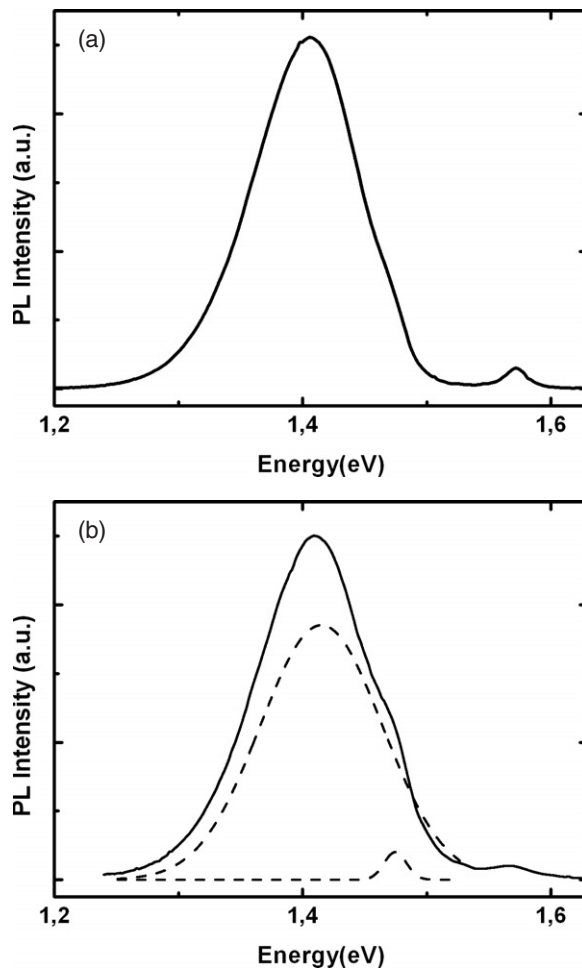 (a)
PL Intensity (a.u.)
1,2 1,4 1,6
Energy(eV)
(b)
PL Intensity (a.u.)
1,2 1,4 1,6
Energy(eV)